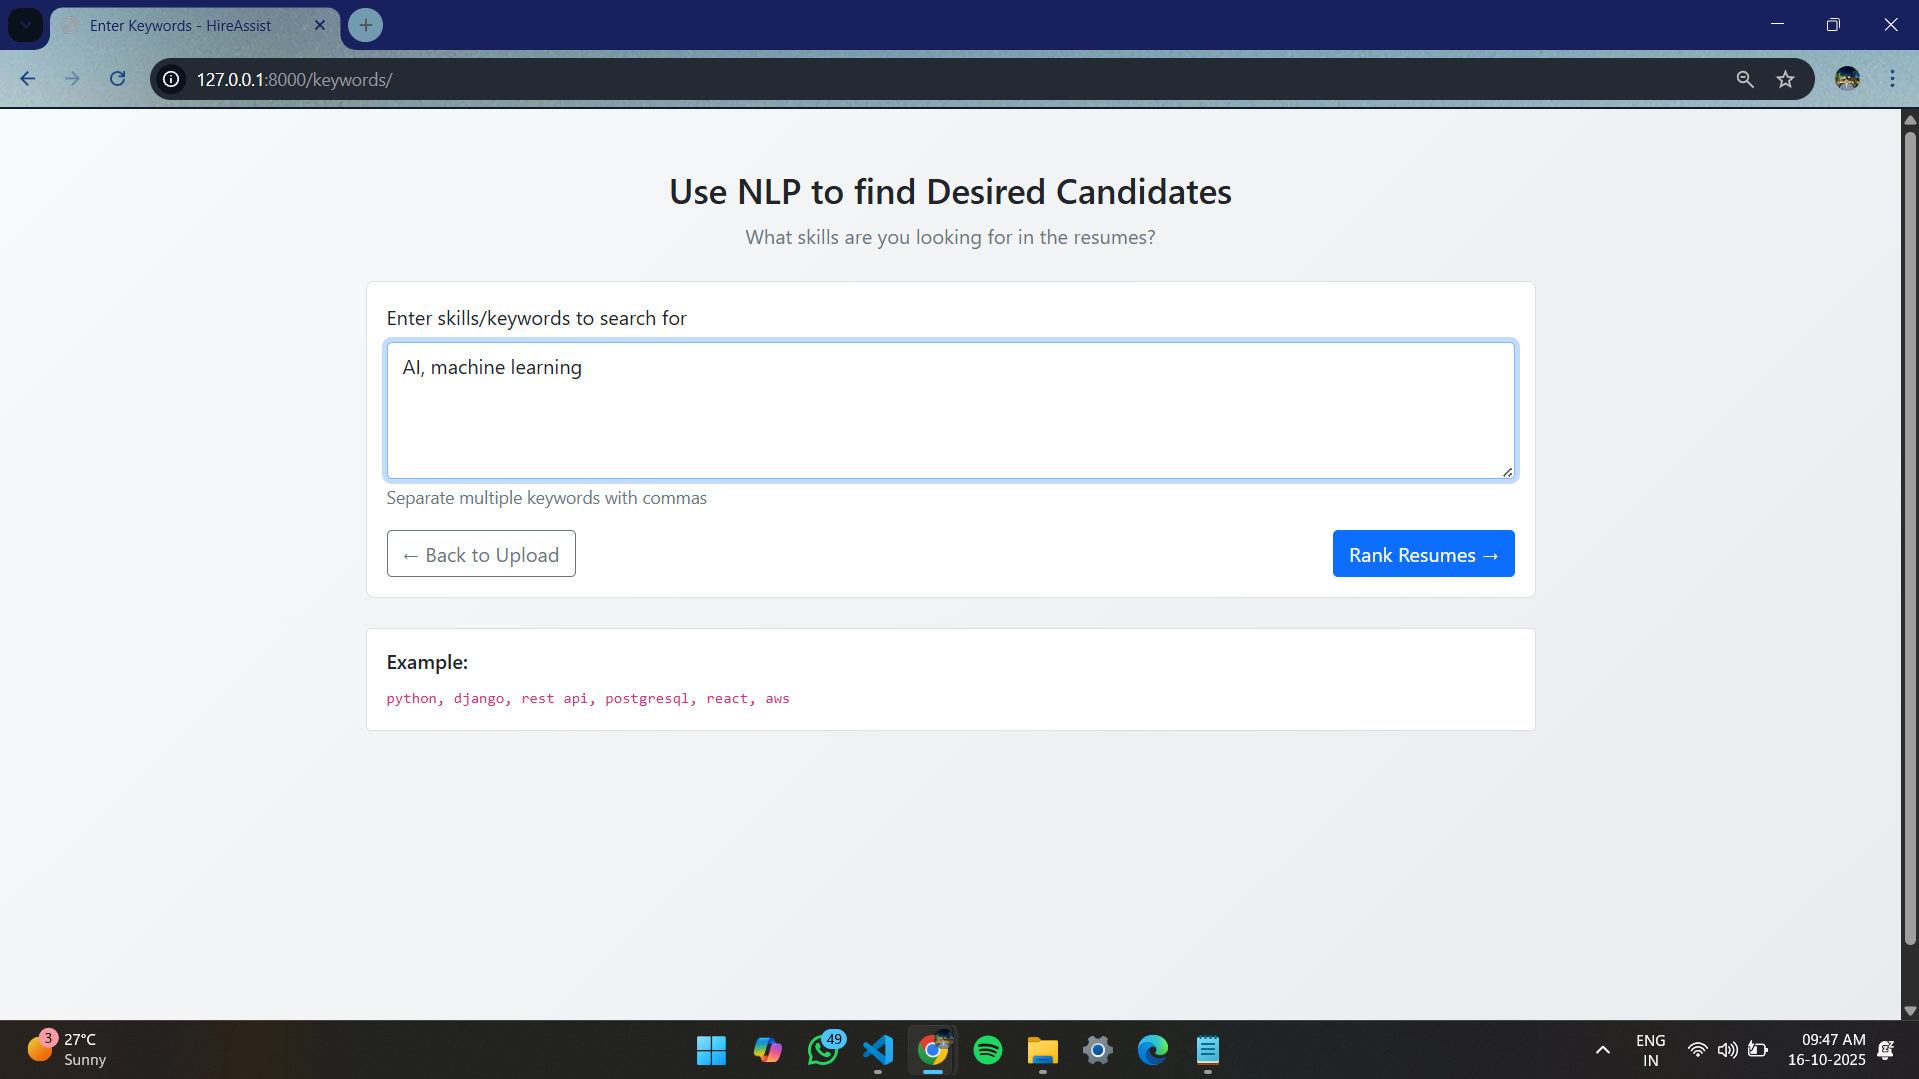 Enter Keywords - HireAssist
127.0.0.1:8000/keywords/
Use NLP to find Desired Candidates
What skills are you looking for in the resumes?
Enter skills/keywords to search for
AI, machine learning
Separate multiple keywords with commas
← Back to Upload
Rank Resumes →
Example:
python, django, rest api, postgresql, react, aws
3
27°C
Sunny
49
ENG
IN
09:47 AM
16-10-2025